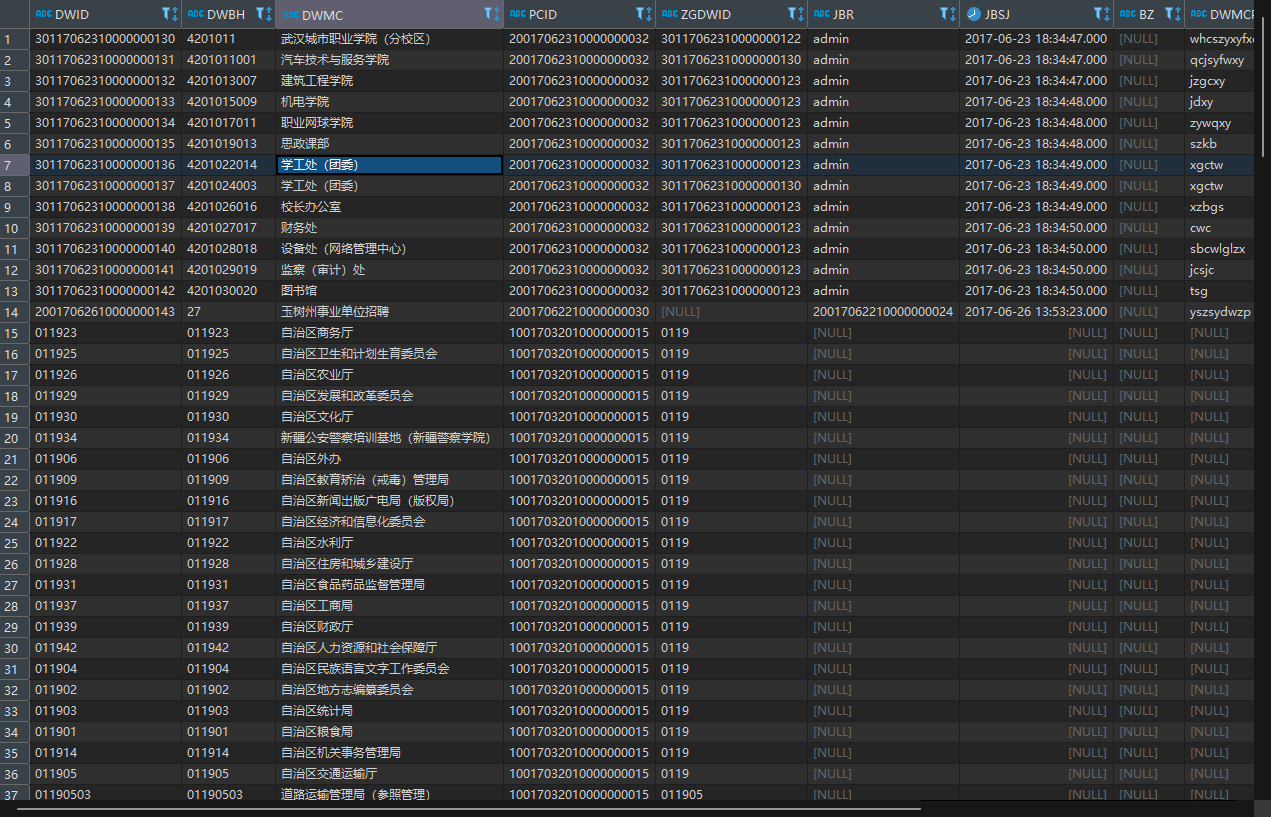 ABC DWID ABC DWBH ABC DWMC ABC PCID ABC ZGDWID ABC JBR JBSJ ABC BZ ABC DWMCP
1 30117062310000000130 4201011 武汉城市职业学院（分校区） 20017062310000000032 30117062310000000122 admin 2017-06-23 18:34:47.000 [NULL] whcszyxyfx
2 30117062310000000131 4201011001 汽车技术与服务学院 20017062310000000032 30117062310000000130 admin 2017-06-23 18:34:47.000 [NULL] qcjsyfwxy
3 30117062310000000132 4201013007 建筑工程学院 20017062310000000032 30117062310000000123 admin 2017-06-23 18:34:47.000 [NULL] jzgcxy
4 30117062310000000133 4201015009 机电学院 20017062310000000032 30117062310000000123 admin 2017-06-23 18:34:48.000 [NULL] jdxy
5 30117062310000000134 4201017011 职业网球学院 20017062310000000032 30117062310000000123 admin 2017-06-23 18:34:48.000 [NULL] zywqxy
6 30117062310000000135 4201019013 思政课部 20017062310000000032 30117062310000000123 admin 2017-06-23 18:34:48.000 [NULL] szkb
7 30117062310000000136 4201022014 学工处（团委） 20017062310000000032 30117062310000000123 admin 2017-06-23 18:34:49.000 [NULL] xgctw
8 30117062310000000137 4201024003 学工处（团委） 20017062310000000032 30117062310000000130 admin 2017-06-23 18:34:49.000 [NULL] xgctw
9 30117062310000000138 4201026016 校长办公室 20017062310000000032 30117062310000000123 admin 2017-06-23 18:34:49.000 [NULL] xzbgs
10 30117062310000000139 4201027017 财务处 20017062310000000032 30117062310000000123 admin 2017-06-23 18:34:50.000 [NULL] cwc
11 30117062310000000140 4201028018 设备处（网络管理中心） 20017062310000000032 30117062310000000123 admin 2017-06-23 18:34:50.000 [NULL] sbcwlglzx
12 30117062310000000141 4201029019 监察（审计）处 20017062310000000032 30117062310000000123 admin 2017-06-23 18:34:50.000 [NULL] jcsjc
13 30117062310000000142 4201030020 图书馆 20017062310000000032 30117062310000000123 admin 2017-06-23 18:34:50.000 [NULL] tsg
14 20017062610000000143 27 玉树州事业单位招聘 20017062210000000030 [NULL] 20017062210000000024 2017-06-26 13:53:23.000 [NULL] yszsydwzp
15 011923 011923 自治区商务厅 10017032010000000015 0119 [NULL] [NULL] [NULL] [NULL]
16 011925 011925 自治区卫生和计划生育委员会 10017032010000000015 0119 [NULL] [NULL] [NULL] [NULL]
17 011926 011926 自治区农业厅 10017032010000000015 0119 [NULL] [NULL] [NULL] [NULL]
18 011929 011929 自治区发展和改革委员会 10017032010000000015 0119 [NULL] [NULL] [NULL] [NULL]
19 011930 011930 自治区文化厅 10017032010000000015 0119 [NULL] [NULL] [NULL] [NULL]
20 011934 011934 新疆公安警察培训基地（新疆警察学院） 10017032010000000015 0119 [NULL] [NULL] [NULL] [NULL]
21 011906 011906 自治区外办 10017032010000000015 0119 [NULL] [NULL] [NULL] [NULL]
22 011909 011909 自治区教育矫治（戒毒）管理局 10017032010000000015 0119 [NULL] [NULL] [NULL] [NULL]
23 011916 011916 自治区新闻出版广电局（版权局） 10017032010000000015 0119 [NULL] [NULL] [NULL] [NULL]
24 011917 011917 自治区经济和信息化委员会 10017032010000000015 0119 [NULL] [NULL] [NULL] [NULL]
25 011922 011922 自治区水利厅 10017032010000000015 0119 [NULL] [NULL] [NULL] [NULL]
26 011928 011928 自治区住房和城乡建设厅 10017032010000000015 0119 [NULL] [NULL] [NULL] [NULL]
27 011931 011931 自治区食品药品监督管理局 10017032010000000015 0119 [NULL] [NULL] [NULL] [NULL]
28 011937 011937 自治区工商局 10017032010000000015 0119 [NULL] [NULL] [NULL] [NULL]
29 011939 011939 自治区财政厅 10017032010000000015 0119 [NULL] [NULL] [NULL] [NULL]
30 011942 011942 自治区人力资源和社会保障厅 10017032010000000015 0119 [NULL] [NULL] [NULL] [NULL]
31 011904 011904 自治区民族语言文字工作委员会 10017032010000000015 0119 [NULL] [NULL] [NULL] [NULL]
32 011902 011902 自治区地方志编纂委员会 10017032010000000015 0119 [NULL] [NULL] [NULL] [NULL]
33 011903 011903 自治区统计局 10017032010000000015 0119 [NULL] [NULL] [NULL] [NULL]
34 011901 011901 自治区粮食局 10017032010000000015 0119 [NULL] [NULL] [NULL] [NULL]
35 011914 011914 自治区机关事务管理局 10017032010000000015 0119 [NULL] [NULL] [NULL] [NULL]
36 011905 011905 自治区交通运输厅 10017032010000000015 0119 [NULL] [NULL] [NULL] [NULL]
37 01190503 01190503 道路运输管理局（参照管理） 10017032010000000015 011905 [NULL] [NULL] [NULL] [NULL]